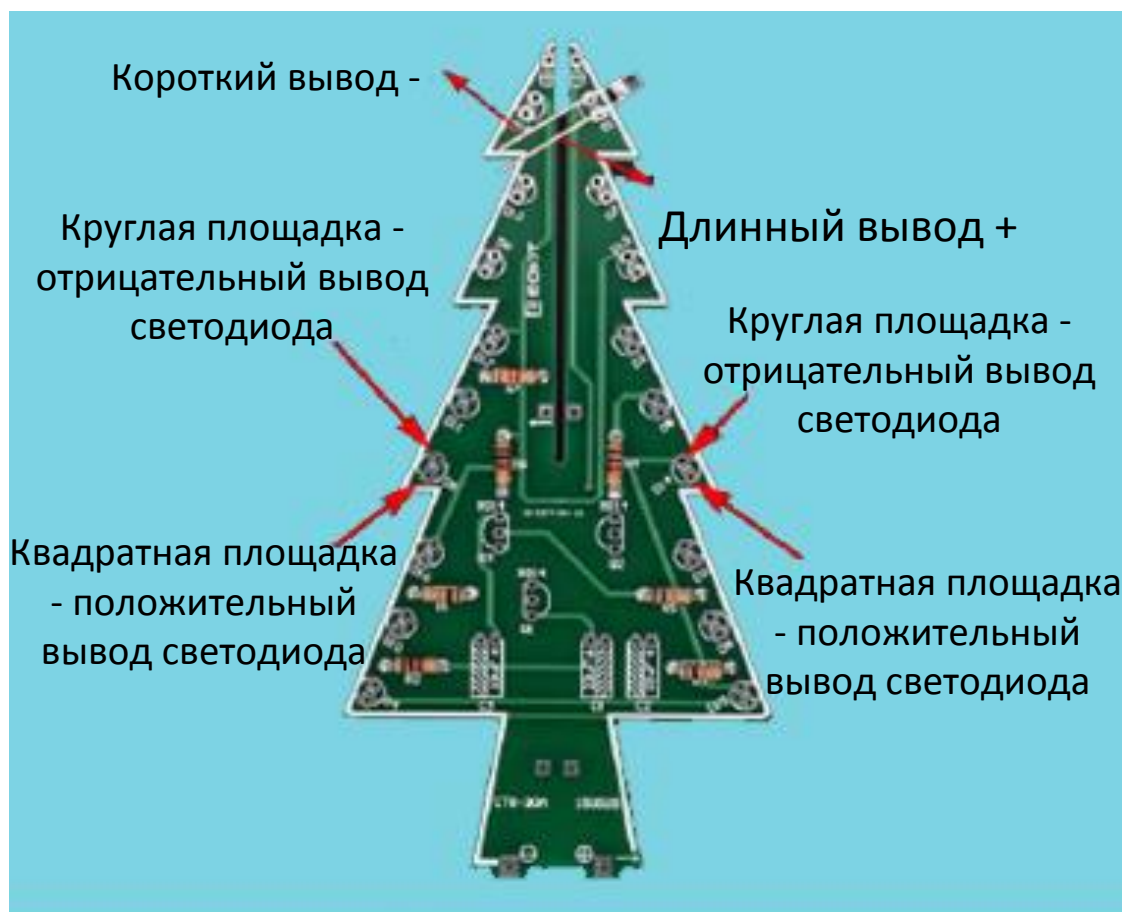 Короткий вывод -
Длинный вывод +
Круглая площадка -
отрицательный вывод
светодиода
Круглая площадка -
отрицательный вывод
светодиода
Квадратная площадка
- положительный
вывод светодиода
Квадратная площадка
- положительный
вывод светодиода